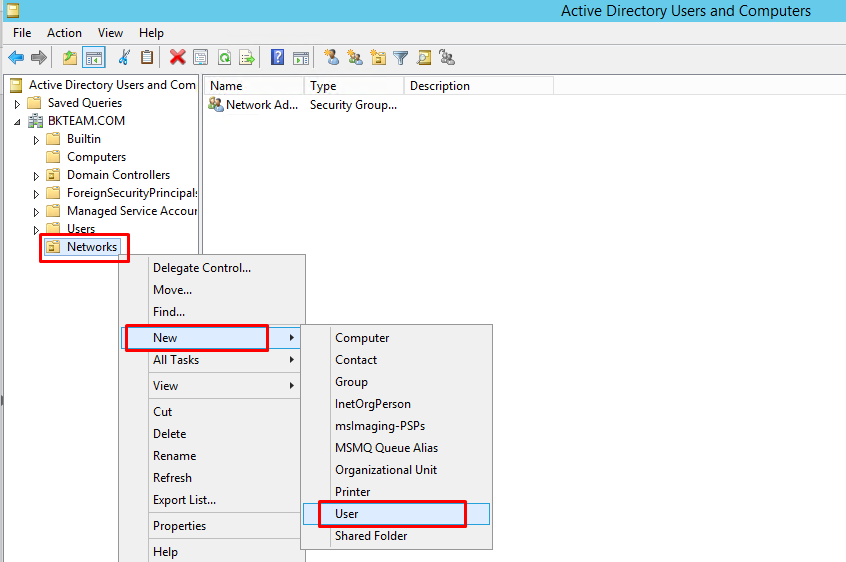 Active Directory Users and Computers
File Action View Help
Active Directory Users and Com
Saved Queries
BKTEAM.COM
Builtin
Computers
Domain Controllers
ForeignSecurityPrincipals
Managed Service Accour
Users
Networks
Name Type Description
Network Ad... Security Group...
Delegate Control...
Move...
Find...
New
All Tasks
View
Cut
Delete
Rename
Refresh
Export List...
Properties
Help
Computer
Contact
Group
InetOrgPerson
msImaging-PSPs
MSMQ Queue Alias
Organizational Unit
Printer
User
Shared Folder